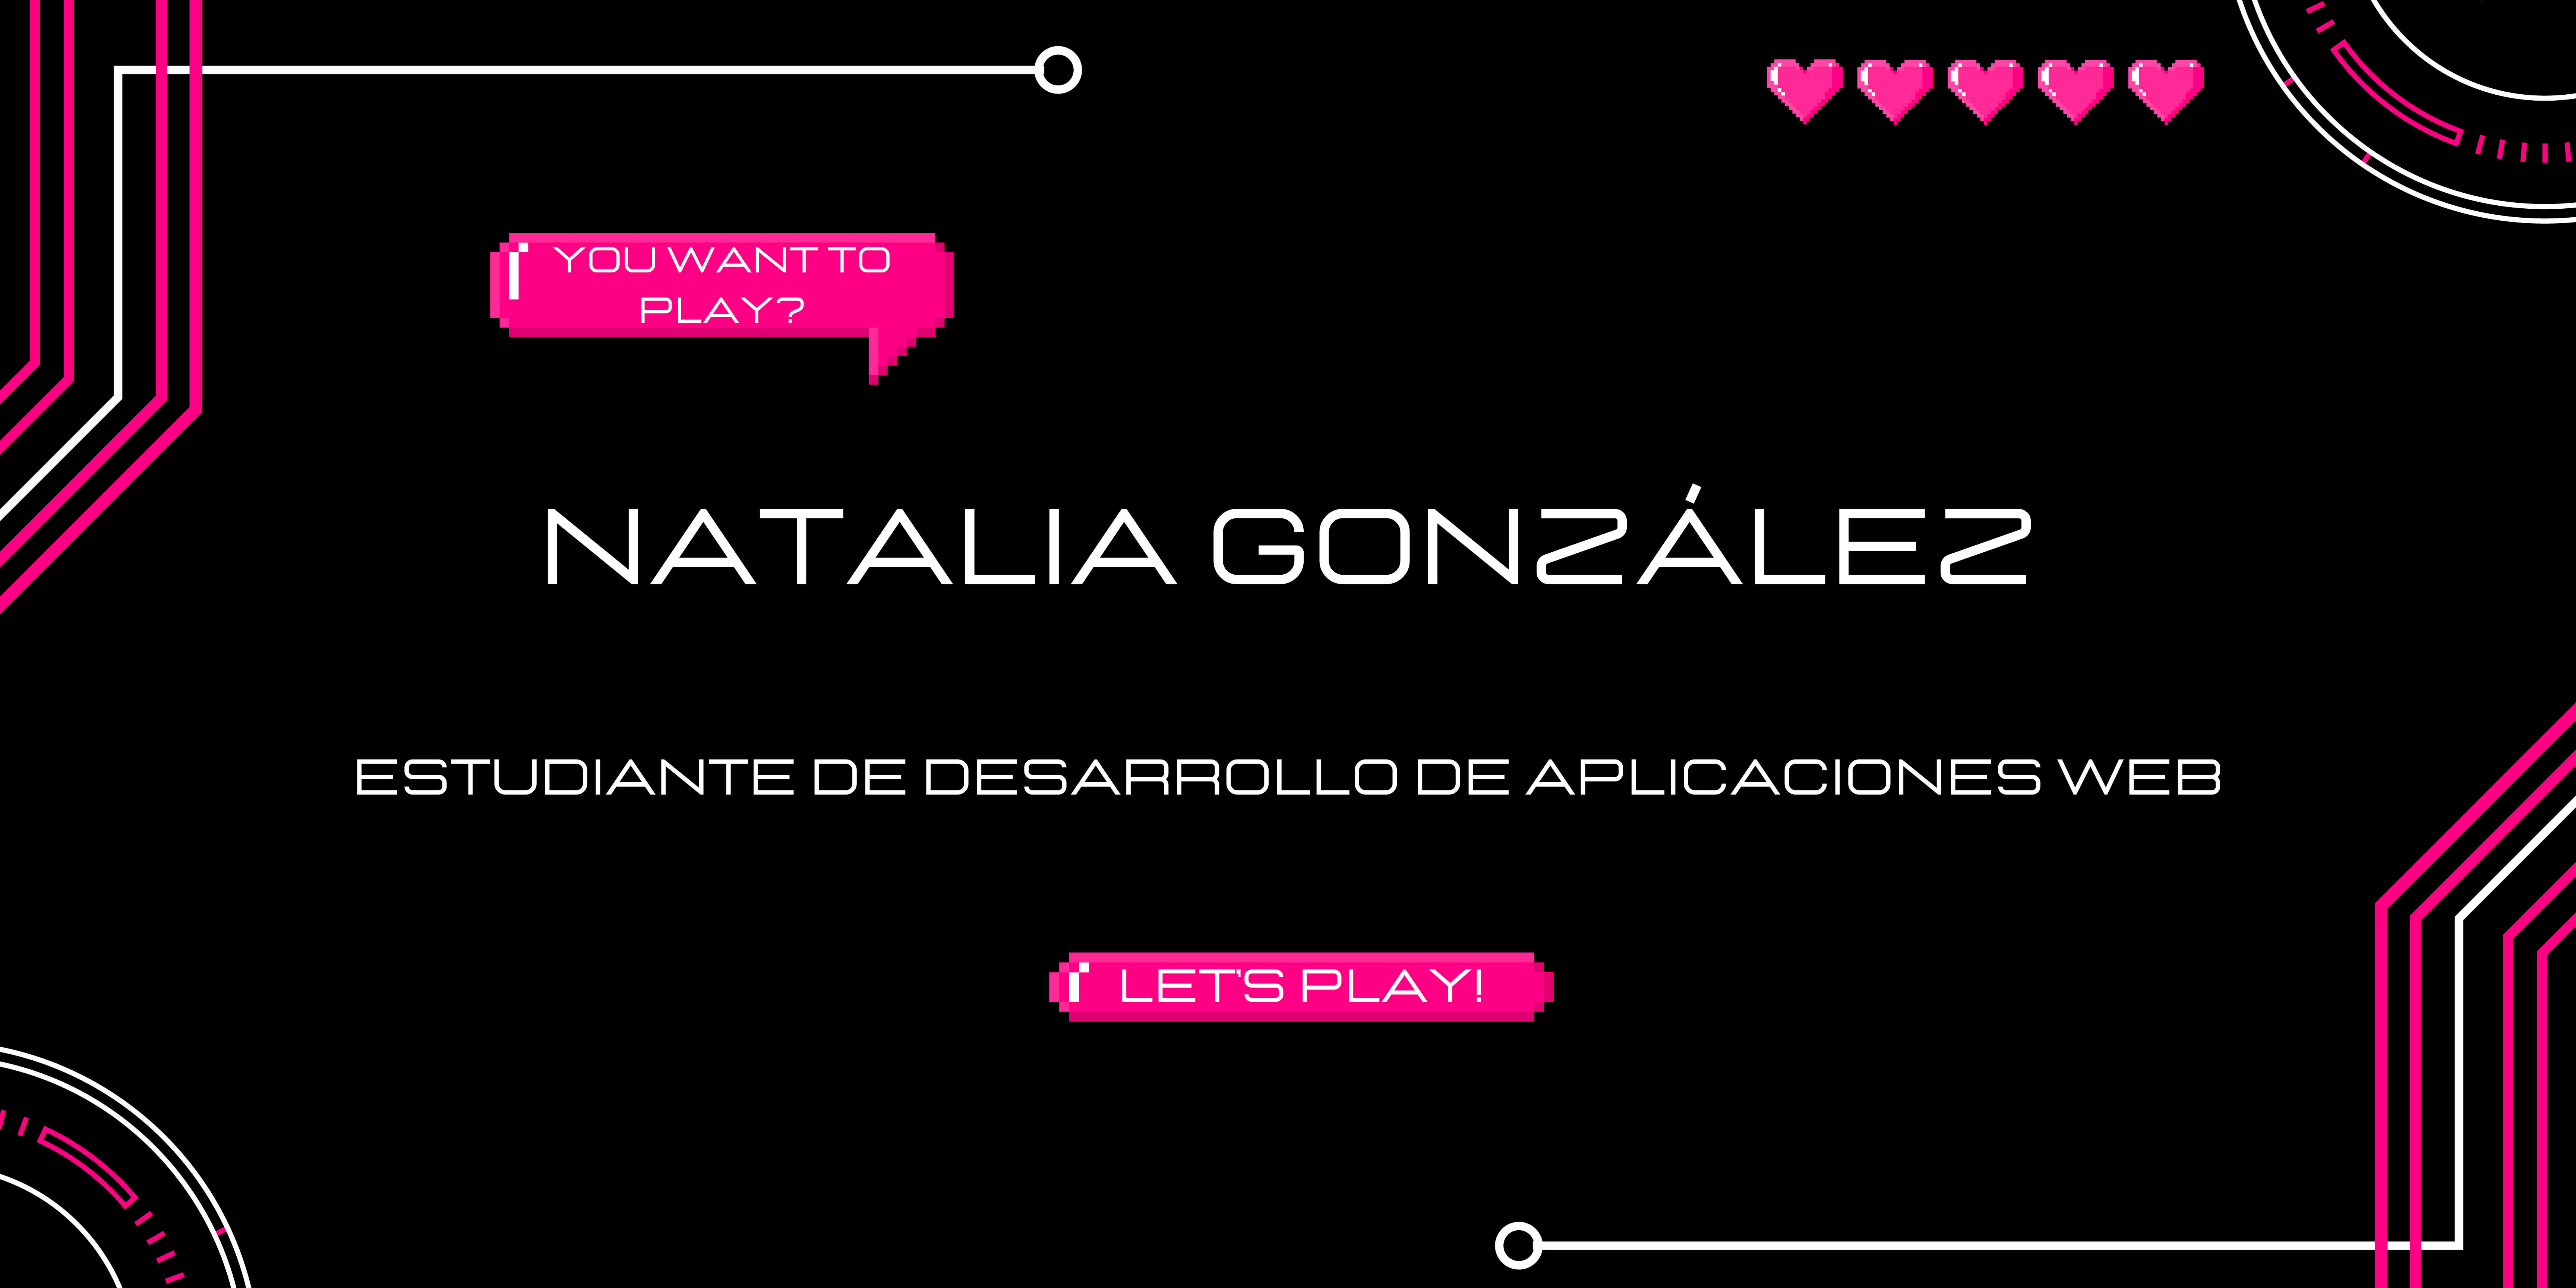 YOU WANT TO
PLAY?
NATALIA GONZÁLEZ
ESTUDIANTE DE DESARROLLO DE APLICACIONES WEB
LET'S PLAY!